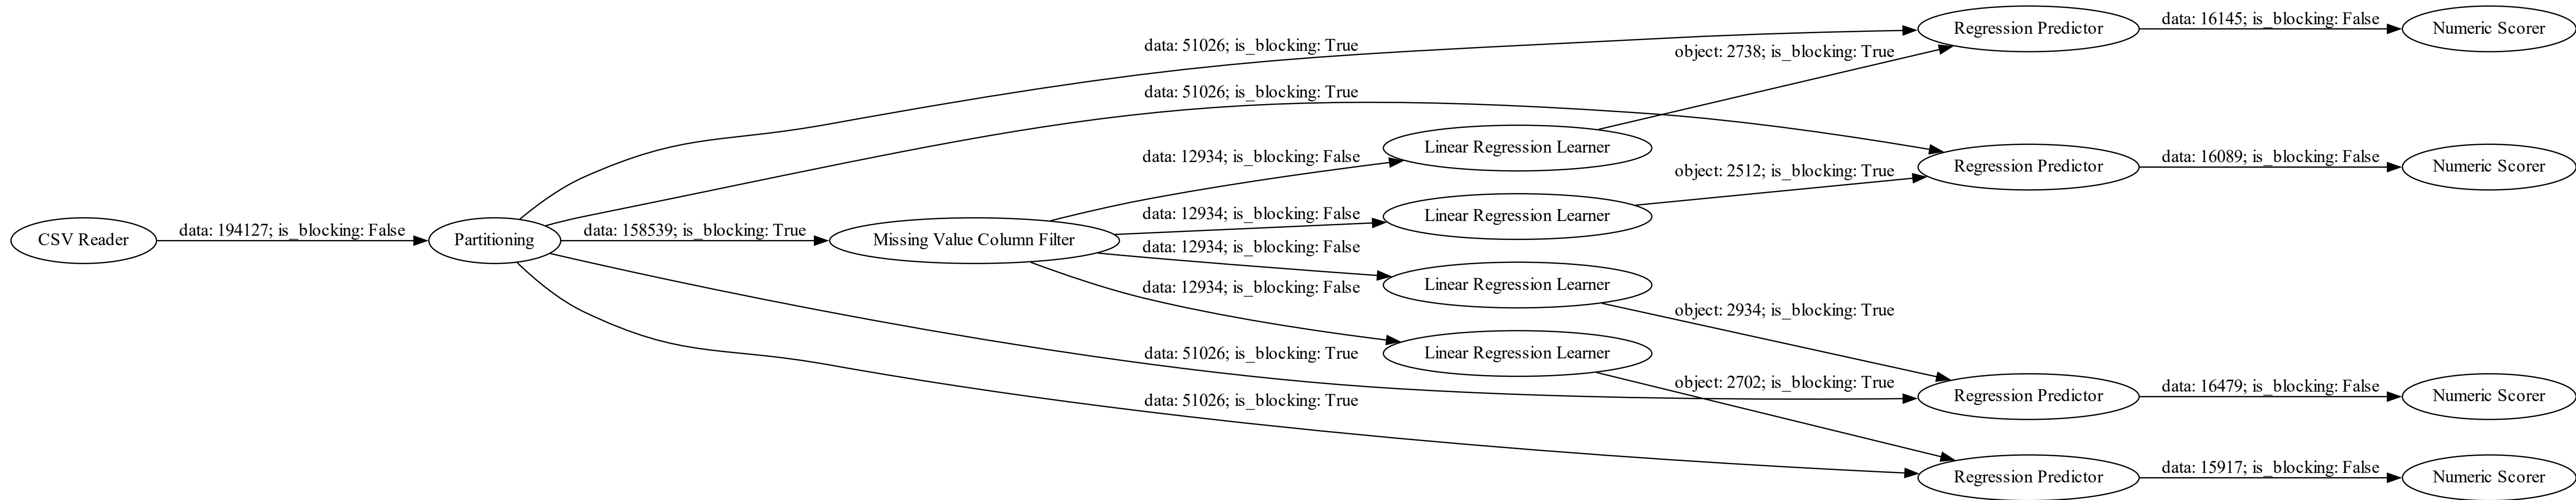 data: 16145; is_blocking: False
Regression Predictor
Numeric Scorer
data: 51026; is_blocking: True
object: 2738; is_blocking: True
data: 51026; is_blocking: True
Linear Regression Learner
data: 12934; is_blocking: False
data: 16089; is_blocking: False
Regression Predictor
Numeric Scorer
object: 2512; is_blocking: True
data: 12934; is_blocking: False
Linear Regression Learner
data: 194127; is_blocking: False
data: 158539; is_blocking: True
CSV Reader
Partitioning
Missing Value Column Filter
data: 12934; is_blocking: False
Linear Regression Learner
data: 12934; is_blocking: False
object: 2934; is_blocking: True
Linear Regression Learner
data: 51026; is_blocking: True
object: 2702; is_blocking: True
data: 16479; is_blocking: False
Regression Predictor
Numeric Scorer
data: 51026; is_blocking: True
data: 15917; is_blocking: False
Regression Predictor
Numeric Scorer